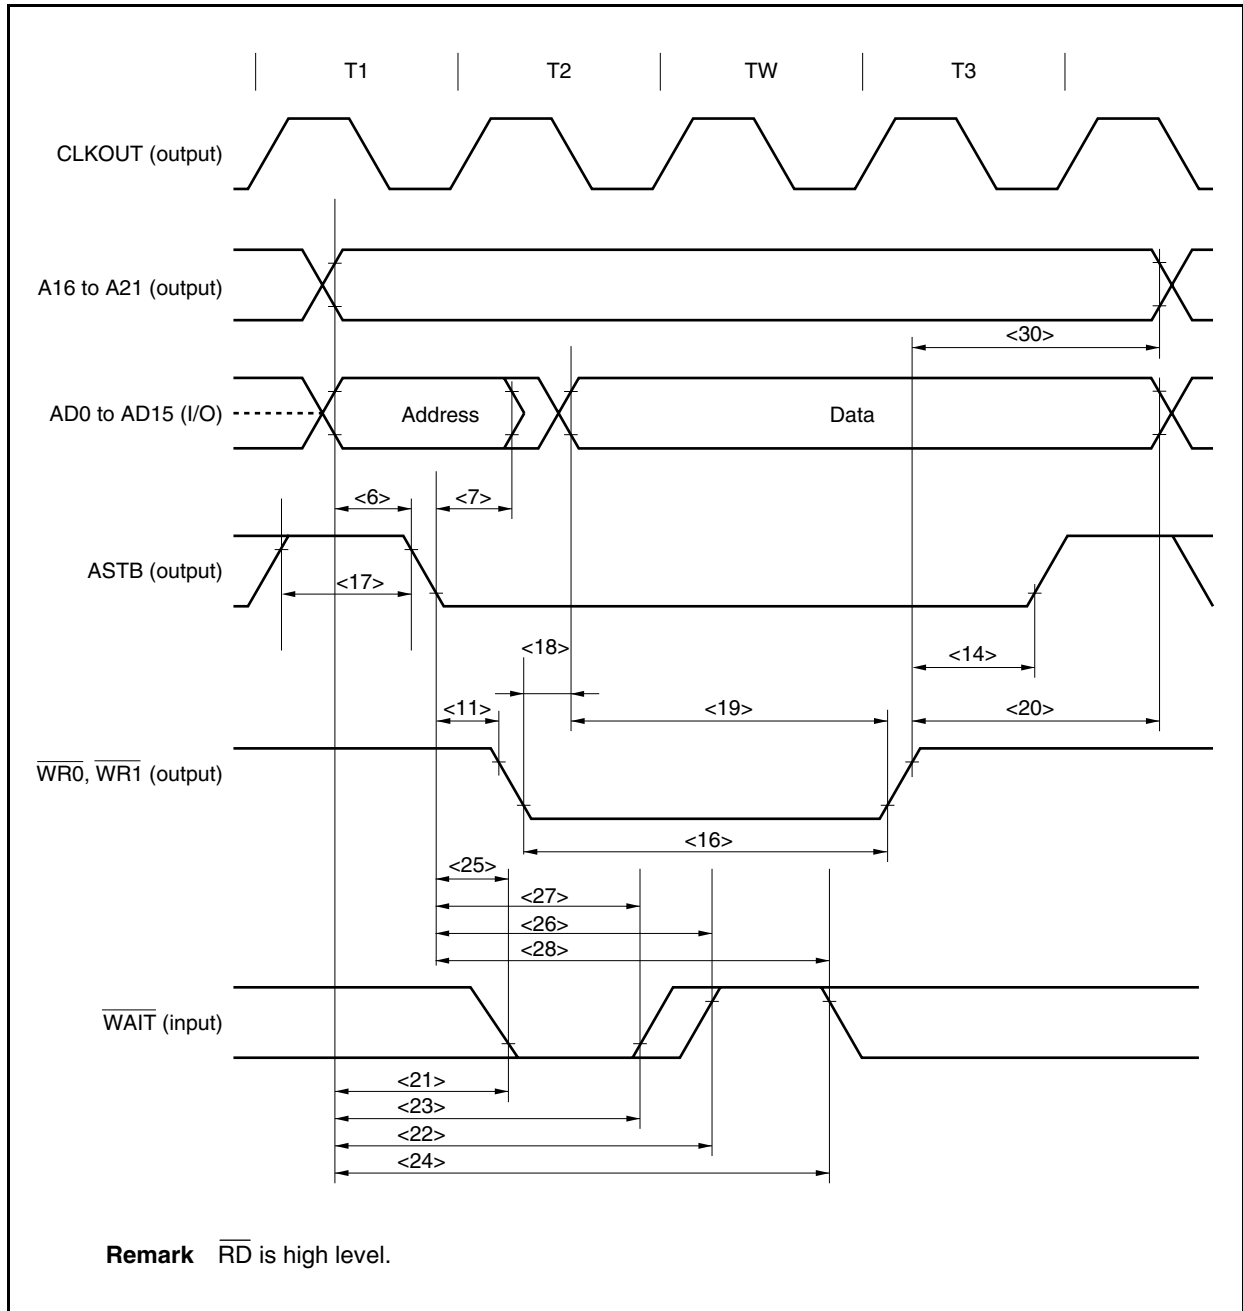 T1 T2 TW T3
CLKOUT (output)
A16 to A21 (output)
<30>
AD0 to AD15 (I/O) Address Data
<6> <7>
ASTB (output)
<17>
<18> <14>
<11> <19> <20>
WR0, WR1 (output)
<16>
<25>
<27>
<26>
<28>
WAIT (input)
<21>
<23>
<22>
<24>
Remark RD is high level.